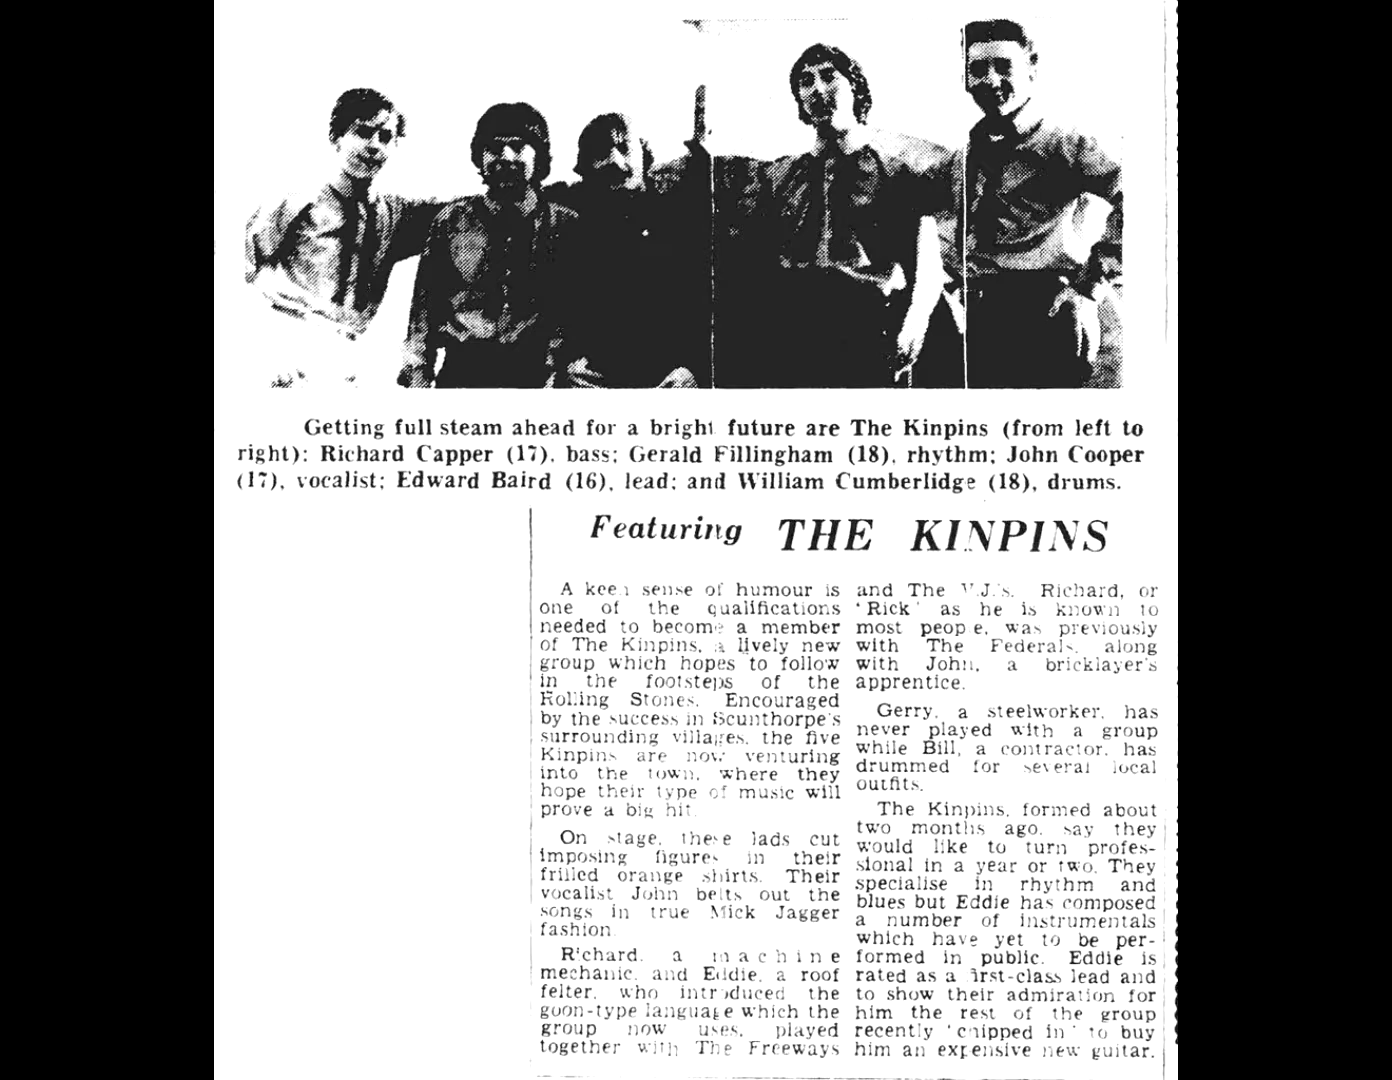 Getting full steam ahead for a bright future are The Kinpins (from left to
right): Richard Capper (17), bass; Gerald Fillingham (18), rhythm; John Cooper
(17), vocalist; Edward Baird (16), lead; and William Cumberlidge (18), drums.
Featuring THE KINPINS
A keen sense of humour is
one of the qualifications
needed to become a member
of The Kinpins, a lively new
group which hopes to follow
in the footsteps of the
Rolling Stones. Encouraged
by the success in Scunthorpe's
surrounding villages, the five
Kinpins are now venturing
into the town, where they
hope their type of music will
prove a big hit.
On stage, these lads cut
imposing figures in their
frilled orange shirts. Their
vocalist John belts out the
songs in true Mick Jagger
fashion.
Richard, a machine
mechanic, and Eddie, a roof
felter, who introduced the
goon-type language which the
group now uses, played
together with The Freeways
and The V.J.'s. Richard, or
'Rick' as he is known to
most people, was previously
with The Federals, along
with John, a bricklayer's
apprentice.
Gerry, a steelworker, has
never played with a group
while Bill, a contractor, has
drummed for several local
outfits.
The Kinpins, formed about
two months ago, say they
would like to turn profes-
sional in a year or two. They
specialise in rhythm and
blues but Eddie has composed
a number of instrumentals
which have yet to be per-
formed in public. Eddie is
rated as a first-class lead and
to show their admiration for
him the rest of the group
recently 'chipped in' to buy
him an expensive new guitar.